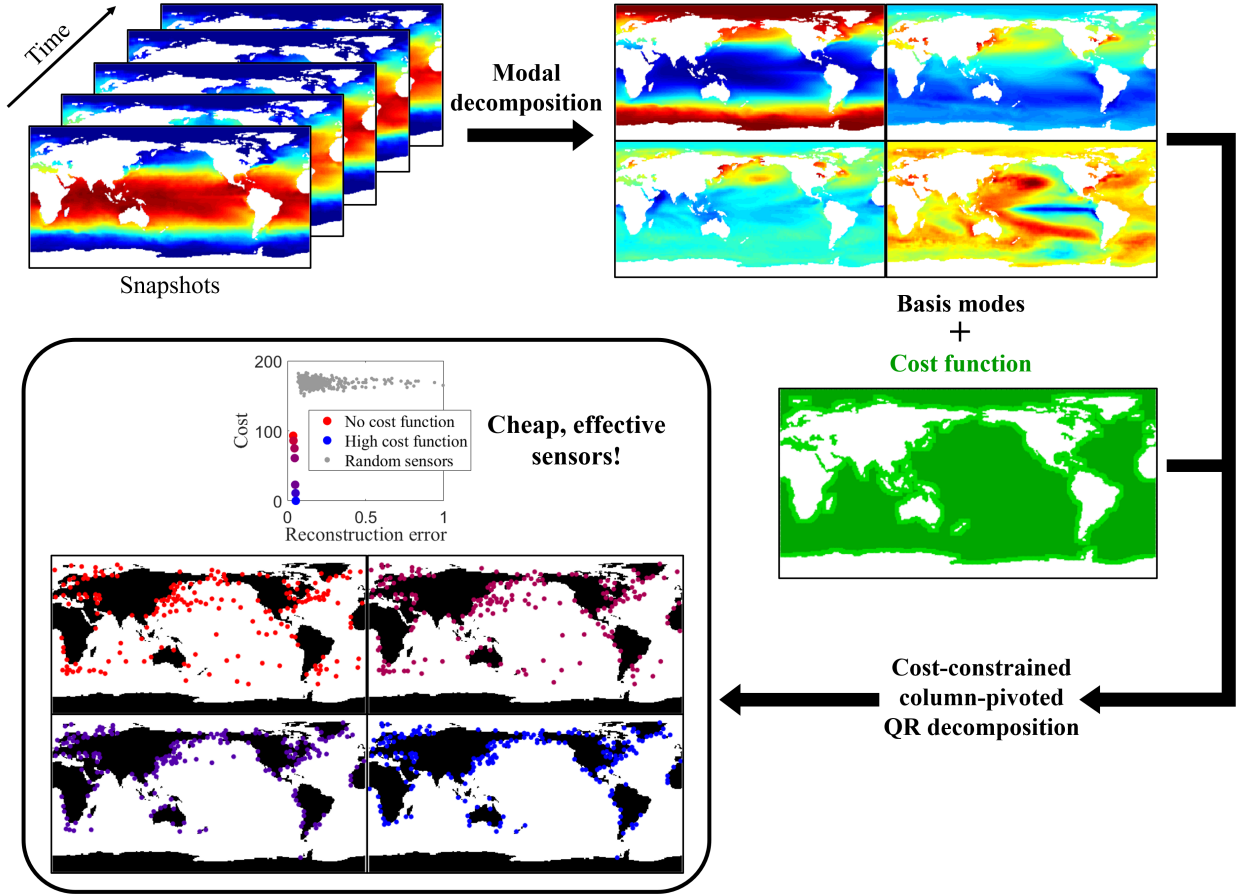 Time
Snapshots
Modal
decomposition
Basis modes
+
Cost function
Cost-constrained
column-pivoted
QR decomposition
Cheap, effective
sensors!
200
100
0
Cost
No cost function
High cost function
Random sensors
0
0.5
1
Reconstruction error